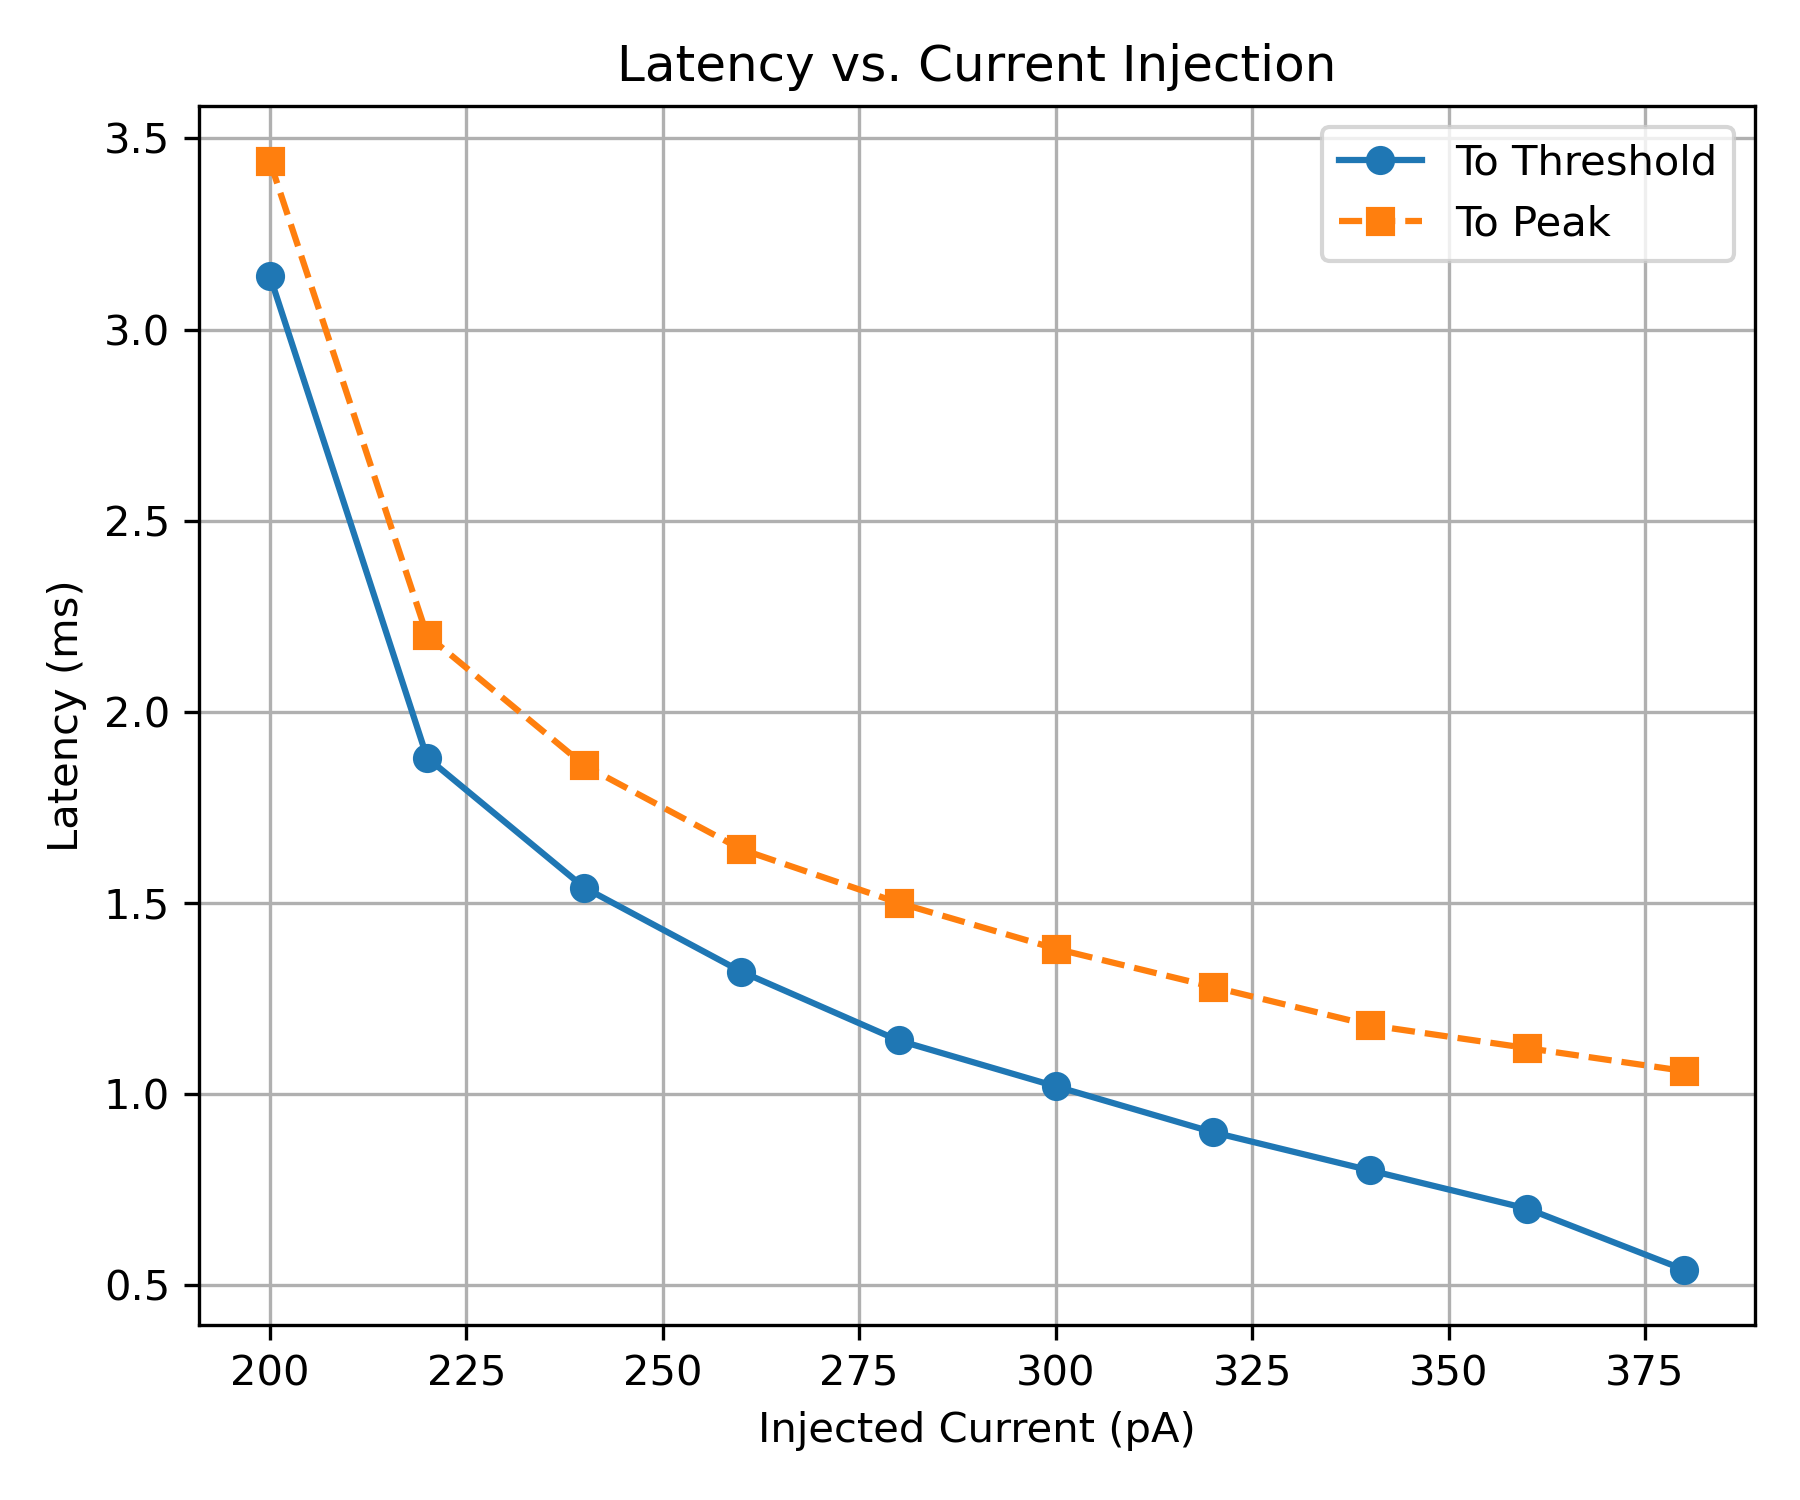 Latency vs. Current Injection
To Threshold
To Peak
3.5
3.0
2.5
2.0
1.5
1.0
0.5
Latency (ms)
200 225 250 275 300 325 350 375
Injected Current (pA)